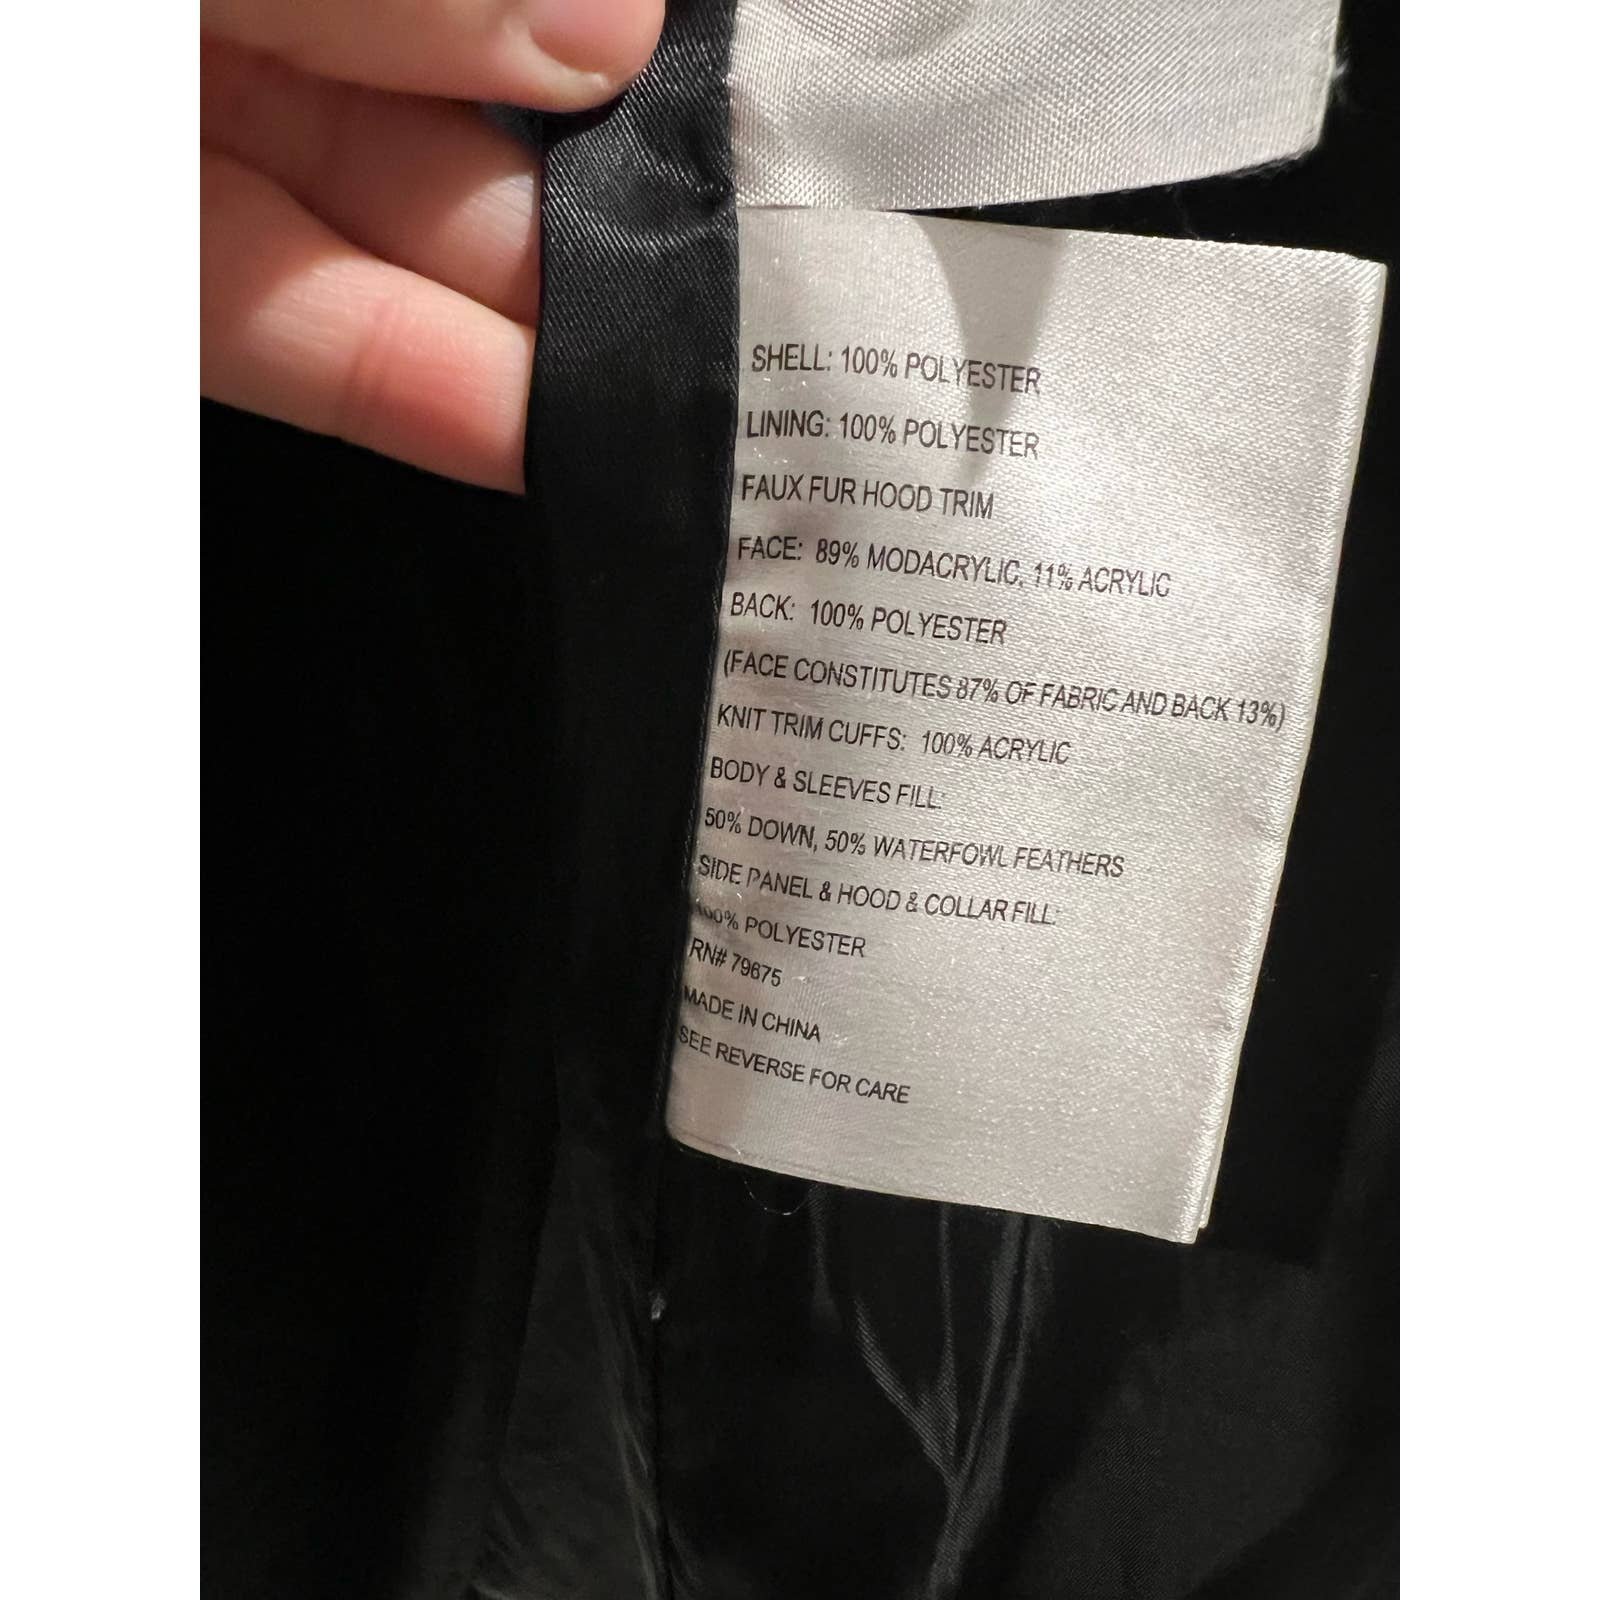 SHELL: 100% POLYESTER
LINING: 100% POLYESTER
FAUX FUR HOOD TRIM
FACE: 89% MODACRYLIC, 11% ACRYLIC
BACK: 100% POLYESTER
(FACE CONSTITUTES 87% OF FABRIC AND BACK 13%)
KNIT TRIM CUFFS: 100% ACRYLIC
BODY & SLEEVES FILL:
50% DOWN, 50% WATERFOWL FEATHERS
SIDE PANEL & HOOD & COLLAR FILL:
100% POLYESTER
RN# 79675
MADE IN CHINA
SEE REVERSE FOR CARE